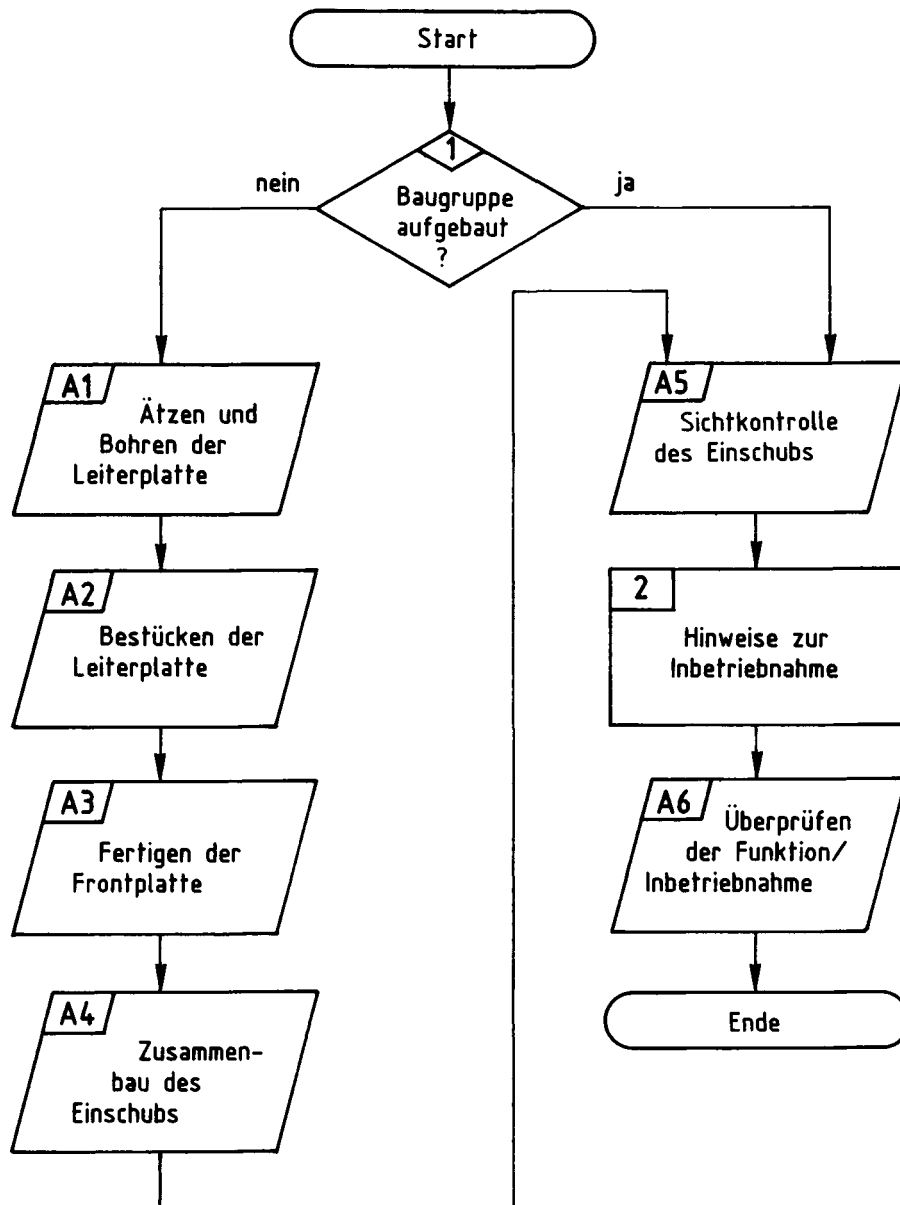 Start
1
Baugruppe
aufgebaut
?
nein
ja
A1
Ätzen und
Bohren der
Leiterplatte
A2
Bestücken der
Leiterplatte
A3
Fertigen der
Frontplatte
A4
Zusammen-
bau des
Einschubs
A5
Sichtkontrolle
des Einschubs
2
Hinweise zur
Inbetriebnahme
A6
Überprüfen
der Funktion/
Inbetriebnahme
Ende